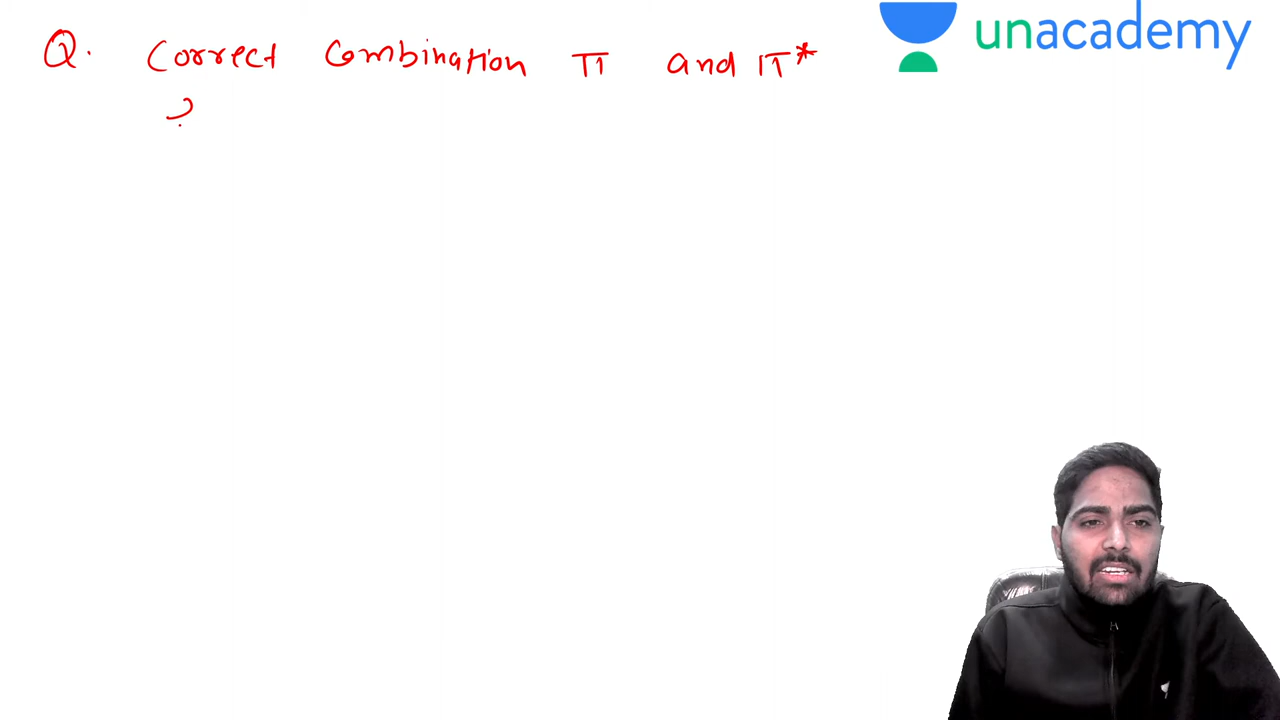 unacademy
Q. Correct Combination π and π*
?